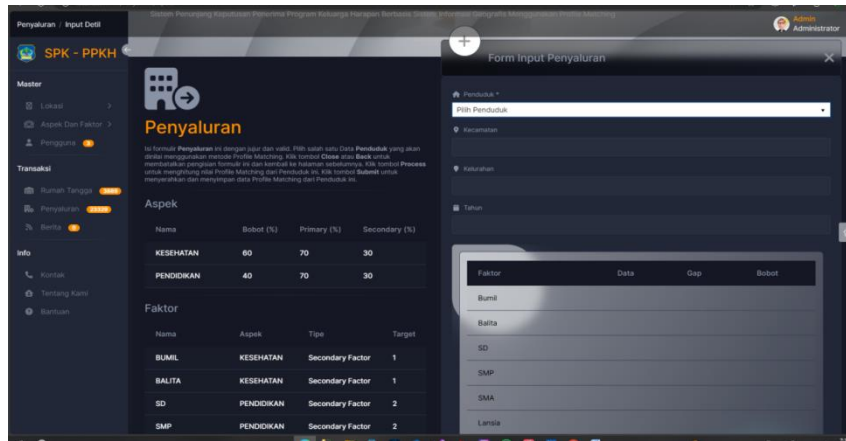 Penyaluran / Input Detil
Sistem Penunjang Keputusan Penerima Program Keluarga Harapan Berbasis Sistem Informasi Geografis Menggunakan Profile Matching
Admin
Administrator
SPK - PPKH
Master
Lokasi
Aspek Dan Faktor
Pengguna
Transaksi
Rumah Tangga
Penyaluran
Berita
Info
Kontak
Tentang Kami
Bantuan
Penyaluran
Isi formulir Penyaluran ini dengan jujur dan valid. Pilih salah satu Data Penduduk yang akan
dinilai menggunakan metode Profile Matching. Klik tombol Close atau Back untuk
membatalkan pengisian formulir ini dan kembali ke halaman sebelumnya. Klik tombol Process
untuk menghitung nilai Profile Matching dari Penduduk ini. Klik tombol Submit untuk
menyerahkan dan menyimpan data Profile Matching dari Penduduk ini.
Aspek
Nama Bobot (%) Primary (%) Secondary (%)
KESEHATAN 60 70 30
PENDIDIKAN 40 70 30
Faktor
Nama Aspek Tipe Target
BUMIL KESEHATAN Secondary Factor 1
BALITA KESEHATAN Secondary Factor 1
SD PENDIDIKAN Secondary Factor 2
SMP PENDIDIKAN Secondary Factor 2
Form Input Penyaluran
Penduduk *
Pilih Penduduk
Kecamatan
Kelurahan
Tahun
Faktor Data Gap Bobot
Bumil
Balita
SD
SMP
SMA
Lansia